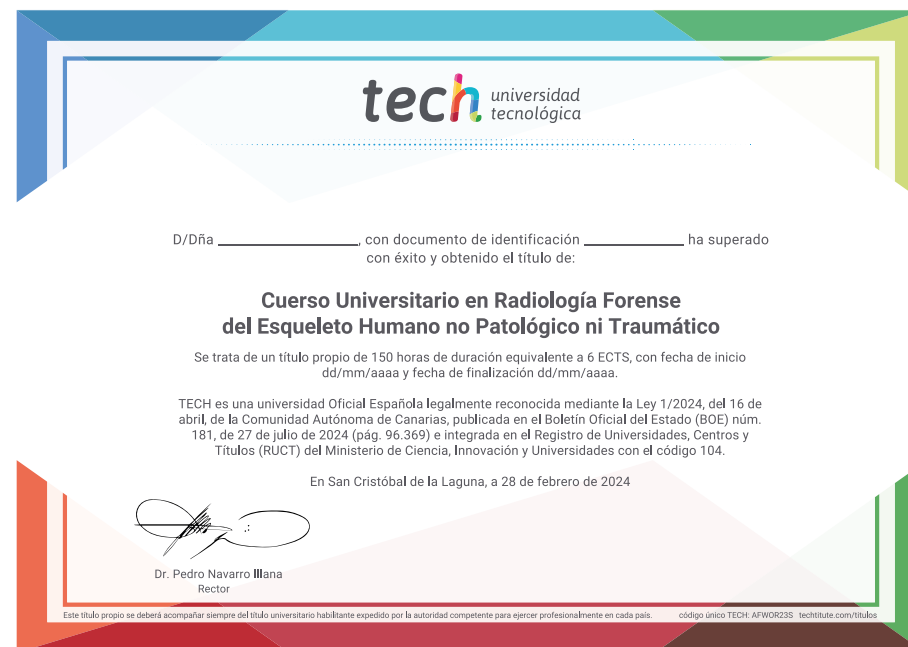 tech universidad
tecnológica
D/Dña ____________, con documento de identificación ____________ ha superado
con éxito y obtenido el título de:
Cuerso Universitario en Radiología Forense
del Esqueleto Humano no Patológico ni Traumático
Se trata de un título propio de 150 horas de duración equivalente a 6 ECTS, con fecha de inicio
dd/mm/aaaa y fecha de finalización dd/mm/aaaa.
TECH es una universidad Oficial Española legalmente reconocida mediante la Ley 1/2024, del 16 de
abril, de la Comunidad Autónoma de Canarias, publicada en el Boletín Oficial del Estado (BOE) núm.
181, de 27 de julio de 2024 (pág. 96.369) e integrada en el Registro de Universidades, Centros y
Títulos (RUCT) del Ministerio de Ciencia, Innovación y Universidades con el código 104.
En San Cristóbal de la Laguna, a 28 de febrero de 2024
Dr. Pedro Navarro Illana
Rector
Este título propio se deberá acompañar siempre del título universitario habilitante expedido por la autoridad competente para ejercer profesionalmente en cada país. código único TECH: AFWOR23S techtitute.com/titulos